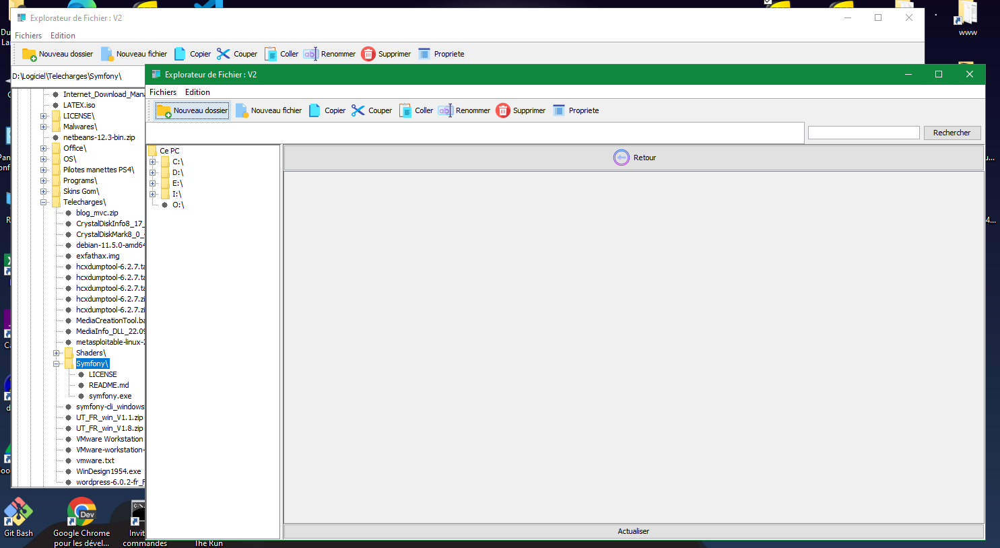 Explorateur de Fichier : V2
Fichiers Edition
Nouveau dossier Nouveau fichier Copier Couper Coller Renommer Supprimer Propriete
D:\Logiciel\Telecharges\Symfony\
Internet_Download_Mana
LATEX.iso
LICENSE\
Malwares\
netbeans-12.3-bin.zip
Office\
OS\
Pilotes manettes PS4\
Programs\
Skins Gom\
Telecharges\
blog_mvc.zip
CrystalDiskInfo8_17_
CrystalDiskMark8_0_
debian-11.5.0-amd64
exfathax.img
hcxdumptool-6.2.7.ta
hcxdumptool-6.2.7.ta
hcxdumptool-6.2.7.ta
hcxdumptool-6.2.7.zi
hcxdumptool-6.2.7.zi
MediaCreationTool.ba
MediaInfo_DLL_22.09
metasploitable-linux-2
Shaders\
Symfony\
LICENSE
README.md
symfony.exe
symfony-cli_windows
UT_FR_win_V1.1.zip
UT_FR_win_V1.8.zip
VMware Workstation
VMware-workstation-
vmware.txt
WinDesign1954.exe
wordpress-6.0.2-fr_F
Explorateur de Fichier : V2
Fichiers Edition
Nouveau dossier Nouveau fichier Copier Couper Coller Renommer Supprimer Propriete
Rechercher
Ce PC
C:\
D:\
E:\
I:\
O:\
Retour
Actualiser
www
u...
4...
Git Bash
Google Chrome
pour les dével...
Invit
commandes
The Run
Dev